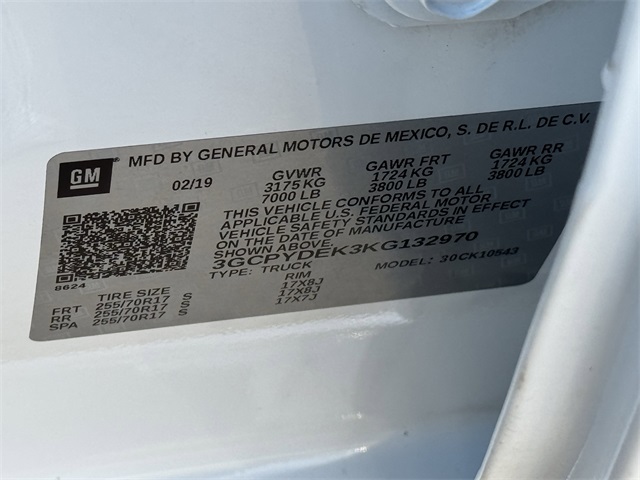 GM
MFD BY GENERAL MOTORS DE MEXICO, S. DE R.L. DE C.V.
02/19 GVWR GAWR FRT GAWR RR
3175 KG 1724 KG 1724 KG
7000 LB 3800 LB 3800 LB
THIS VEHICLE CONFORMS TO ALL
APPLICABLE U.S. FEDERAL MOTOR
VEHICLE SAFETY STANDARDS IN EFFECT
ON THE DATE OF MANUFACTURE
SHOWN ABOVE.
3GCPYDEK3KG132970
TYPE: TRUCK MODEL: 30CK10543
8624
TIRE SIZE RIM
FRT 255/70R17 S 17X8J
RR 255/70R17 S 17X8J
SPA 255/70R17 S 17X7J